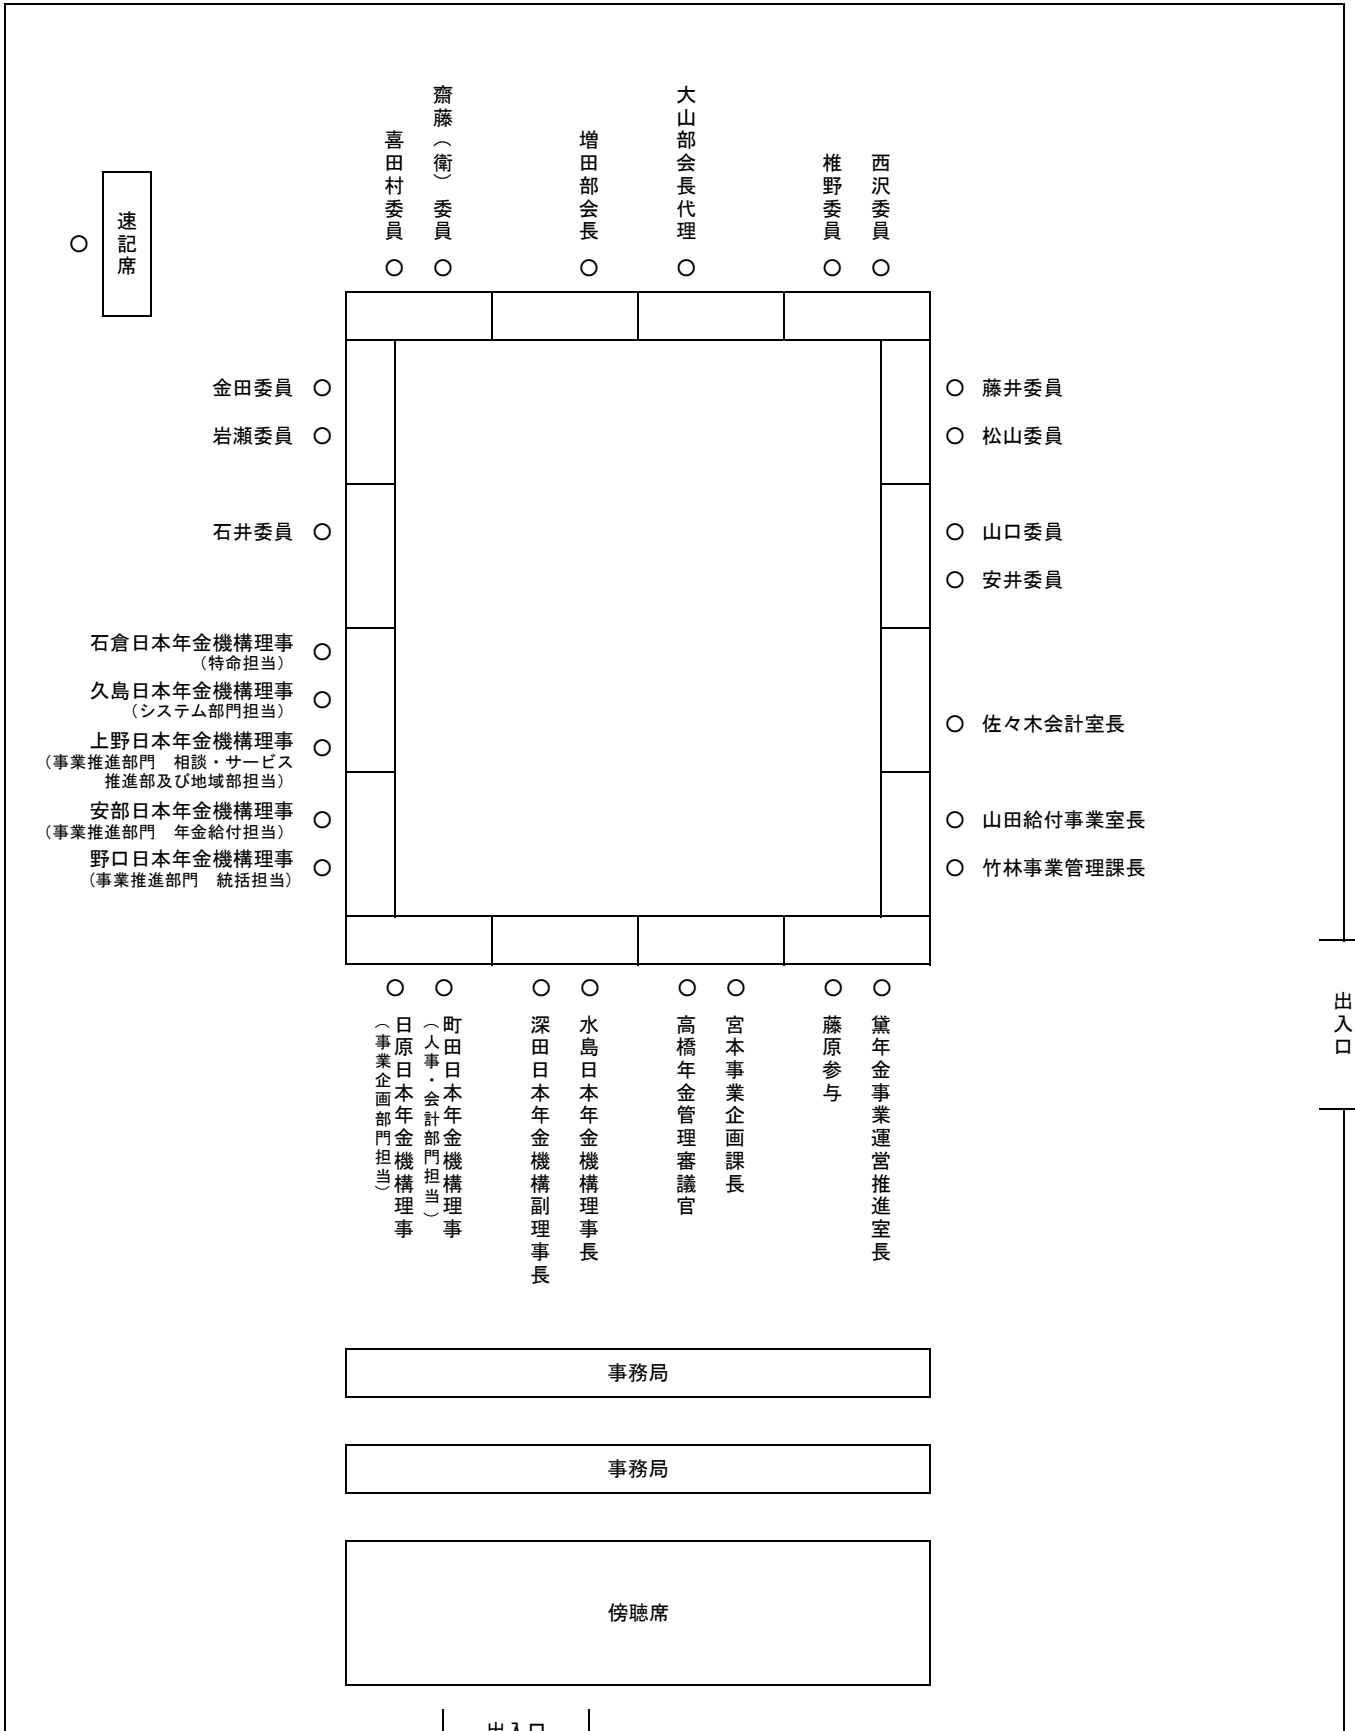 喜田村委員
齋藤（衛）委員
増田部会長
大山部会長代理
椎野委員
西沢委員
速記席
金田委員
岩瀬委員
石井委員
石倉日本年金機構理事
（特命担当）
久島日本年金機構理事
（システム部門担当）
上野日本年金機構理事
（事業推進部門　相談・サービス
推進部及び地域部担当）
安部日本年金機構理事
（事業推進部門　年金給付担当）
野口日本年金機構理事
（事業推進部門　統括担当）
藤井委員
松山委員
山口委員
安井委員
佐々木会計室長
山田給付事業室長
竹林事業管理課長
出入口
日原日本年金機構理事
（事業企画部門担当）
町田日本年金機構理事
（人事・会計部門担当）
深田日本年金機構副理事長
水島日本年金機構理事長
高橋年金管理審議官
宮本事業企画課長
藤原参与
黛年金事業運営推進室長
事務局
事務局
傍聴席
出入口